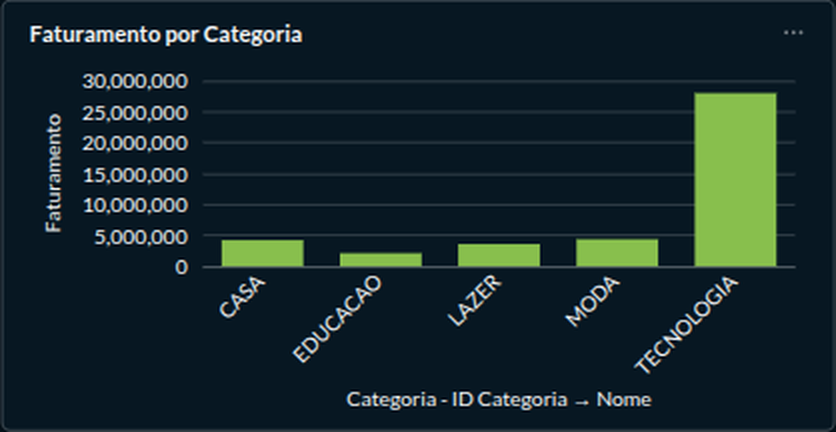 Faturamento por Categoria
...
Faturamento
30,000,000
25,000,000
20,000,000
15,000,000
10,000,000
5,000,000
0
CASA
EDUCACAO
LAZER
MODA
TECNOLOGIA
Categoria - ID Categoria → Nome